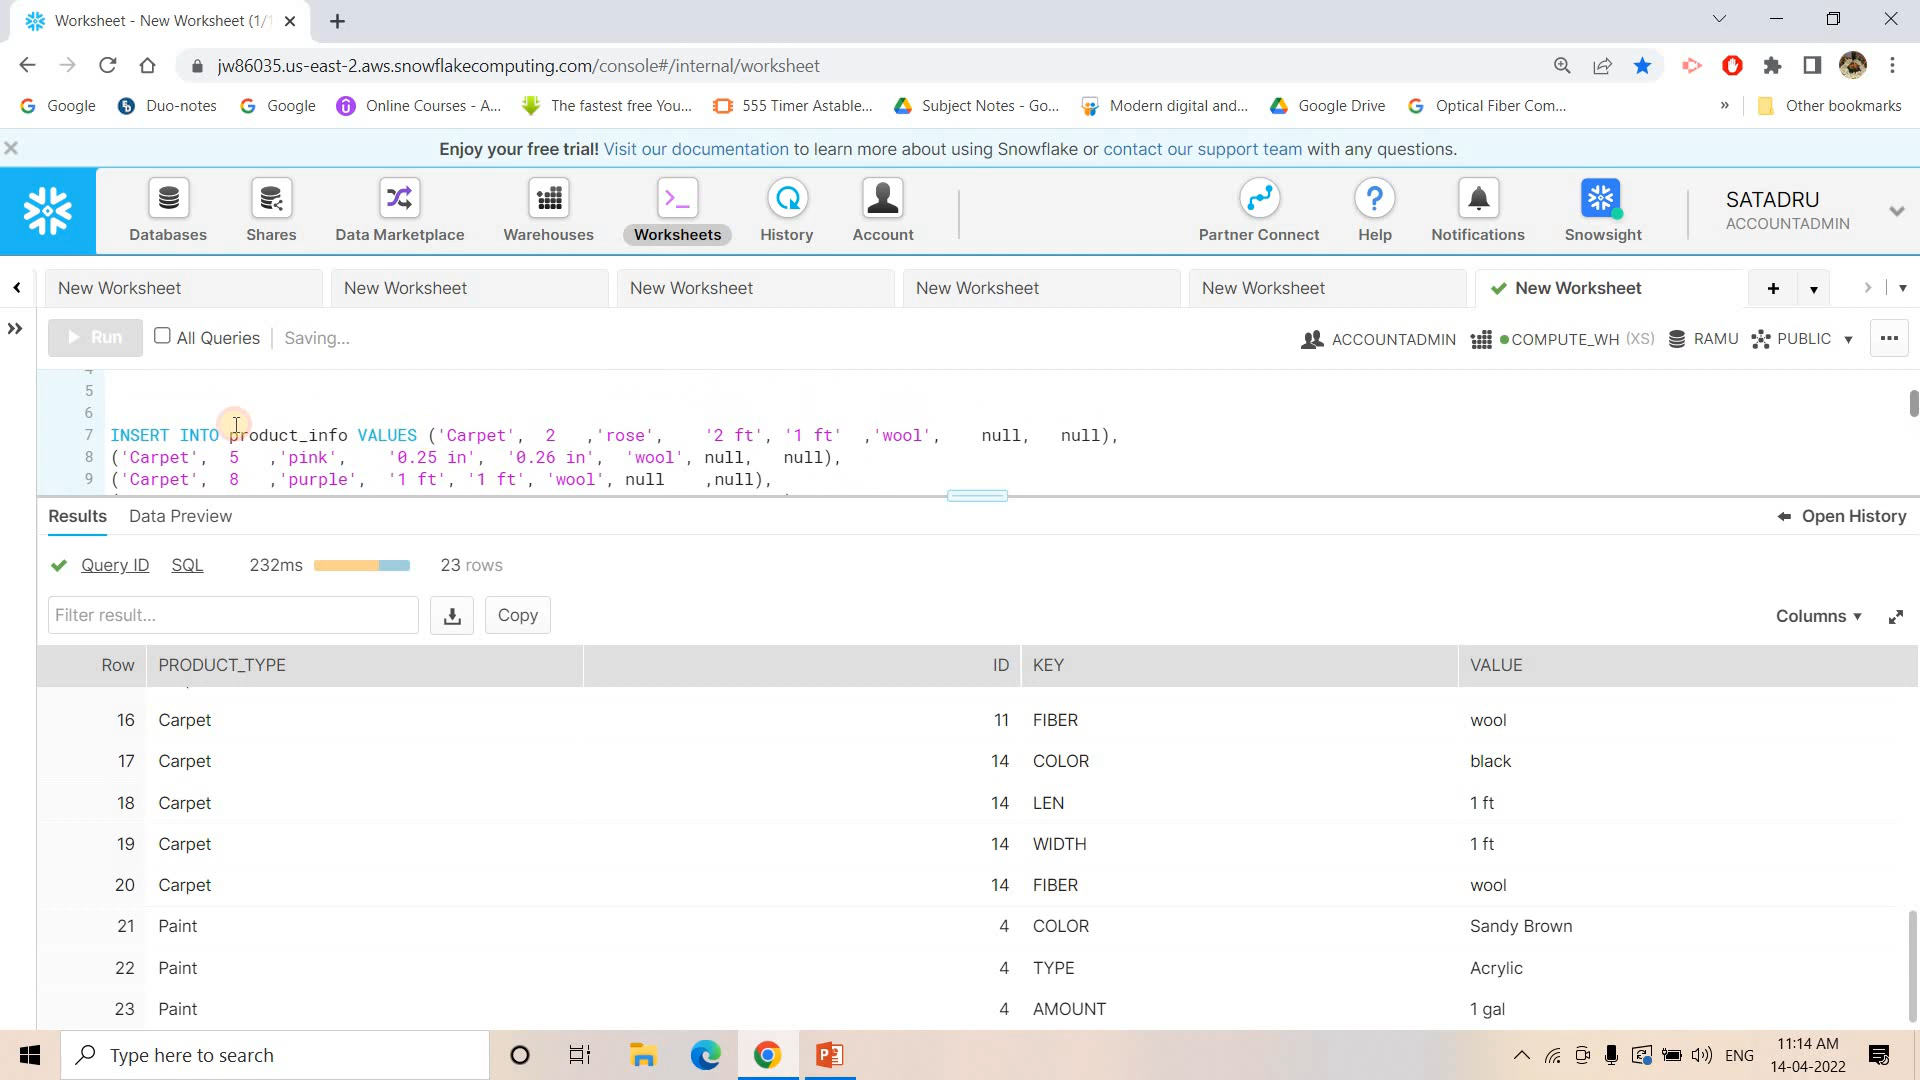 Worksheet - New Worksheet (1/1
jw86035.us-east-2.aws.snowflakecomputing.com/console#/internal/worksheet
Google Duo-notes Google Online Courses - A... The fastest free You... 555 Timer Astable... Subject Notes - Go... Modern digital and... Google Drive Optical Fiber Com... » Other bookmarks
Enjoy your free trial! Visit our documentation to learn more about using Snowflake or contact our support team with any questions.
Databases Shares Data Marketplace Warehouses Worksheets History Account Partner Connect Help Notifications Snowsight
SATADRU
ACCOUNTADMIN
New Worksheet New Worksheet New Worksheet New Worksheet New Worksheet New Worksheet
Run All Queries Saving... ACCOUNTADMIN COMPUTE_WH (XS) RAMU PUBLIC
5
6
7 INSERT INTO product_info VALUES ('Carpet', 2 ,'rose', '2 ft', '1 ft' ,'wool', null, null),
8 ('Carpet', 5 ,'pink', '0.25 in', '0.26 in', 'wool', null, null),
9 ('Carpet', 8 ,'purple', '1 ft', '1 ft', 'wool', null ,null),
Results Data Preview Open History
Query ID SQL 232ms 23 rows
Filter result... Copy Columns
Row PRODUCT_TYPE ID KEY VALUE
16 Carpet 11 FIBER wool
17 Carpet 14 COLOR black
18 Carpet 14 LEN 1 ft
19 Carpet 14 WIDTH 1 ft
20 Carpet 14 FIBER wool
21 Paint 4 COLOR Sandy Brown
22 Paint 4 TYPE Acrylic
23 Paint 4 AMOUNT 1 gal
Type here to search ENG
11:14 AM
14-04-2022